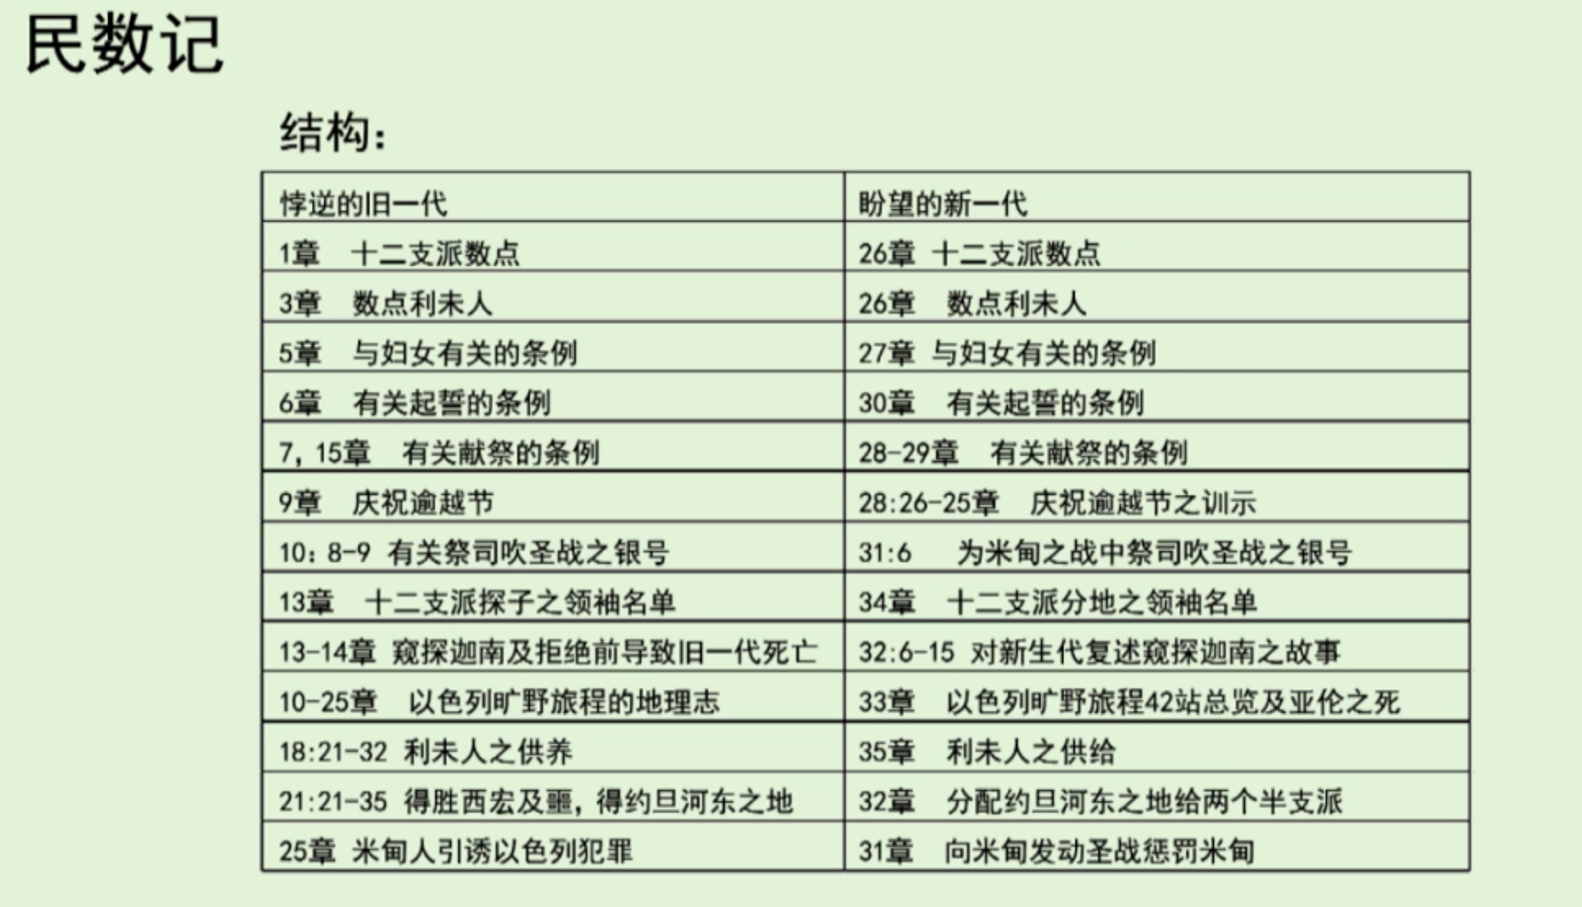 民数记
结构：
悖逆的旧一代 盼望的新一代
1章 十二支派数点 26章 十二支派数点
3章 数点利未人 26章 数点利未人
5章 与妇女有关的条例 27章 与妇女有关的条例
6章 有关起誓的条例 30章 有关起誓的条例
7，15章 有关献祭的条例 28-29章 有关献祭的条例
9章 庆祝逾越节 28:26-25章 庆祝逾越节之训示
10：8-9 有关祭司吹圣战之银号 31:6 为米甸之战中祭司吹圣战之银号
13章 十二支派探子之领袖名单 34章 十二支派分地之领袖名单
13-14章 窥探迦南及拒绝前导致旧一代死亡 32:6-15 对新生代复述窥探迦南之故事
10-25章 以色列旷野旅程的地理志 33章 以色列旷野旅程42站总览及亚伦之死
18:21-32 利未人之供养 35章 利未人之供给
21:21-35 得胜西宏及噩，得约旦河东之地 32章 分配约旦河东之地给两个半支派
25章 米甸人引诱以色列犯罪 31章 向米甸发动圣战惩罚米甸